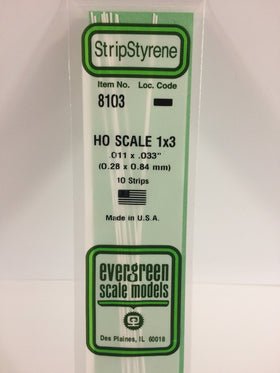 StripStyrene
Item No. Loc. Code
8103
HO SCALE 1x3
.011 x .033"
(0.28 x 0.84 mm)
10 Strips
Made in U.S.A.
evergreen
scale models
Des Plaines, IL 60018